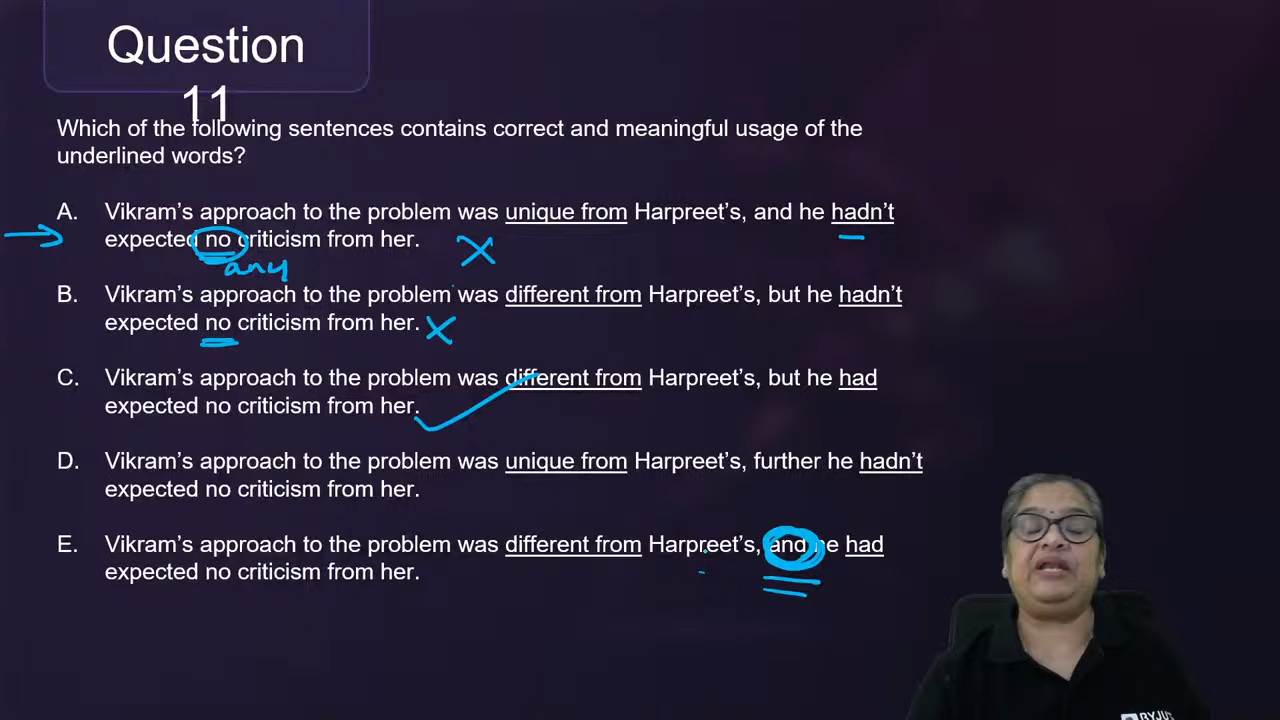 Question
11
Which of the following sentences contains correct and meaningful usage of the
underlined words?
A. Vikram's approach to the problem was unique from Harpreet's, and he hadn't
expected no criticism from her.
any
B. Vikram's approach to the problem was different from Harpreet's, but he hadn't
expected no criticism from her.
C. Vikram's approach to the problem was different from Harpreet's, but he had
expected no criticism from her.
D. Vikram's approach to the problem was unique from Harpreet's, further he hadn't
expected no criticism from her.
E. Vikram's approach to the problem was different from Harpreet's, and he had
expected no criticism from her.